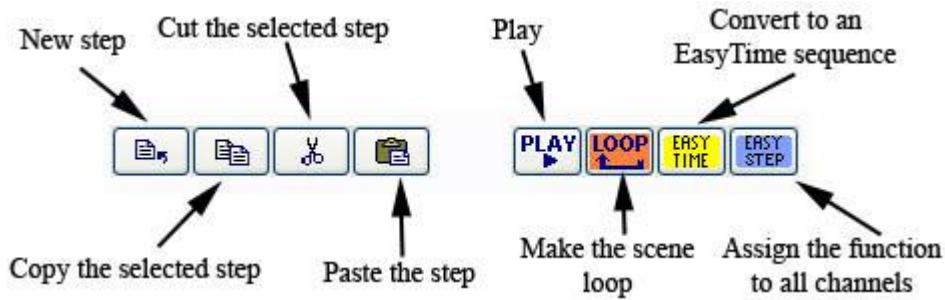 New step
Cut the selected step
Play
Convert to an
EasyTime sequence
PLAY
LOOP
EASY
TIME
EASY
STEP
Copy the selected step
Paste the step
Make the scene
loop
Assign the function
to all channels